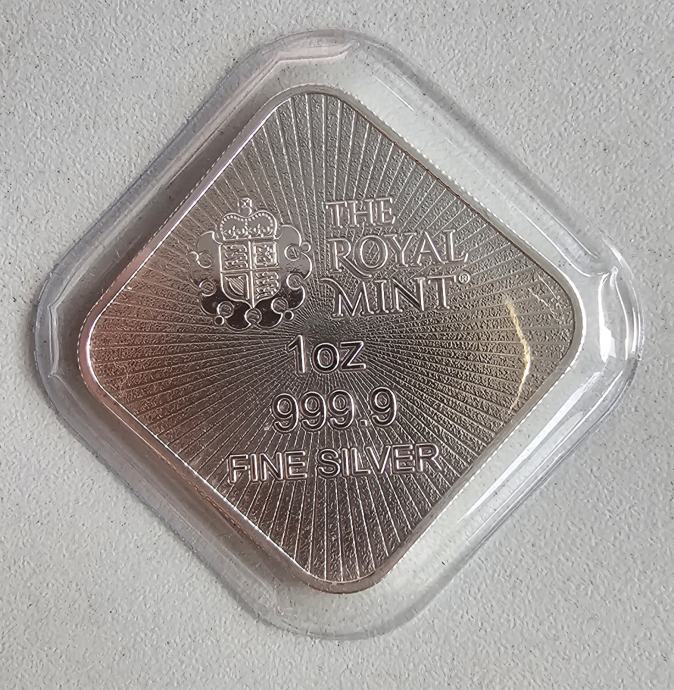 THE
ROYAL
MINT®
1oz
999.9
FINE SILVER